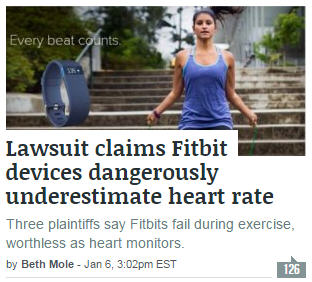 Every beat counts.
Lawsuit claims Fitbit
devices dangerously
underestimate heart rate
Three plaintiffs say Fitbits fail during exercise,
worthless as heart monitors.
by Beth Mole - Jan 6, 3:02pm EST
126